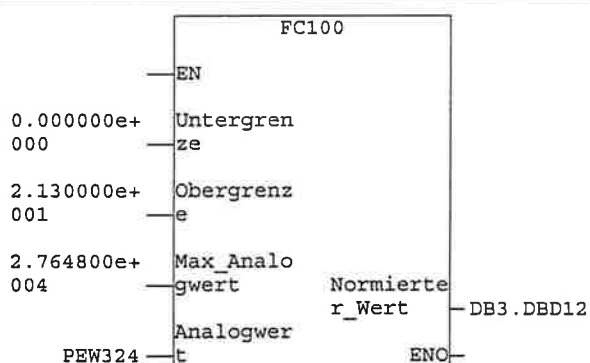 FC100
EN
0.000000e+ Untergren
000 ze
2.130000e+ Obergrenz
001 e
2.764800e+ Max_Analo
004 gwert Normierte
r_Wert DB3.DBD12
Analogwer
PEW324 t ENO